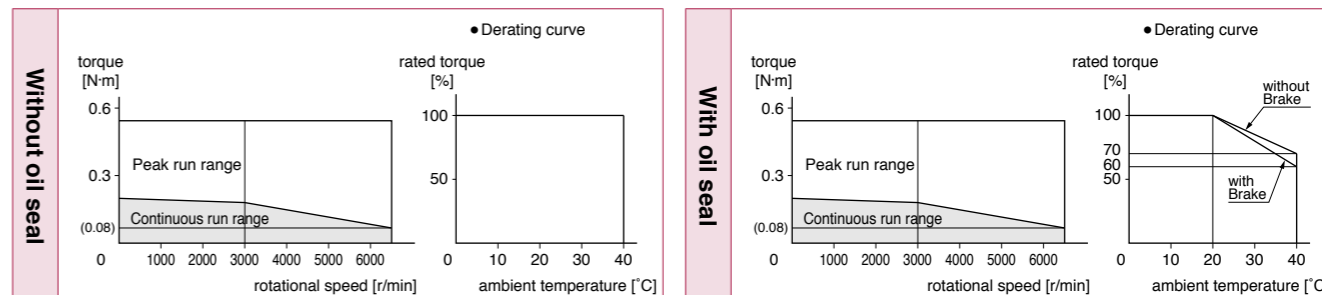 Without oil seal
● Derating curve
torque
[N·m]
rated torque
[%]
0.6
0.3
(0.08)
0
Peak run range
Continuous run range
1000 2000 3000 4000 5000 6000
rotational speed [r/min]
100
50
0 10 20 30 40
ambient temperature [˚C]
With oil seal
● Derating curve
torque
[N·m]
rated torque
[%]
0.6
0.3
(0.08)
0
Peak run range
Continuous run range
1000 2000 3000 4000 5000 6000
rotational speed [r/min]
without
Brake
100
70
60
50
with
Brake
0 10 20 30 40
ambient temperature [˚C]